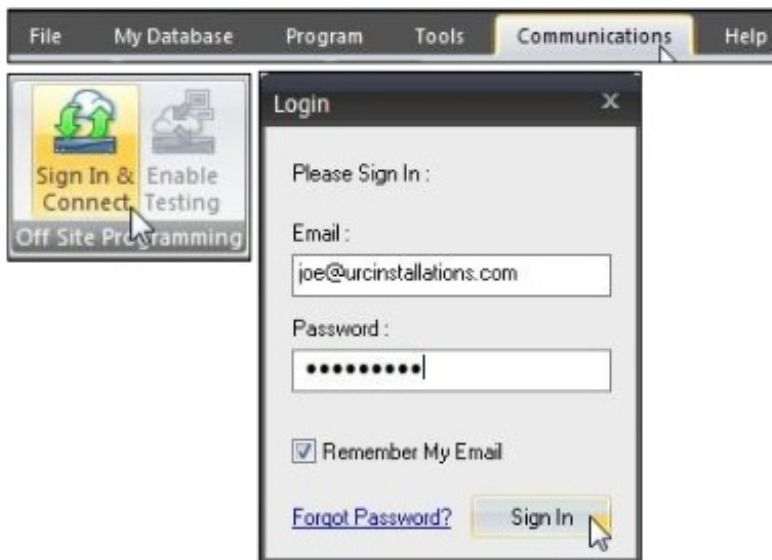 File My Database Program Tools Communications Help
Sign In & Connect
Enable Testing
Off Site Programming
Login x
Please Sign In :
Email :
joe@urcinstallations.com
Password :
●●●●●●●●●
Remember My Email
Forgot Password? Sign In